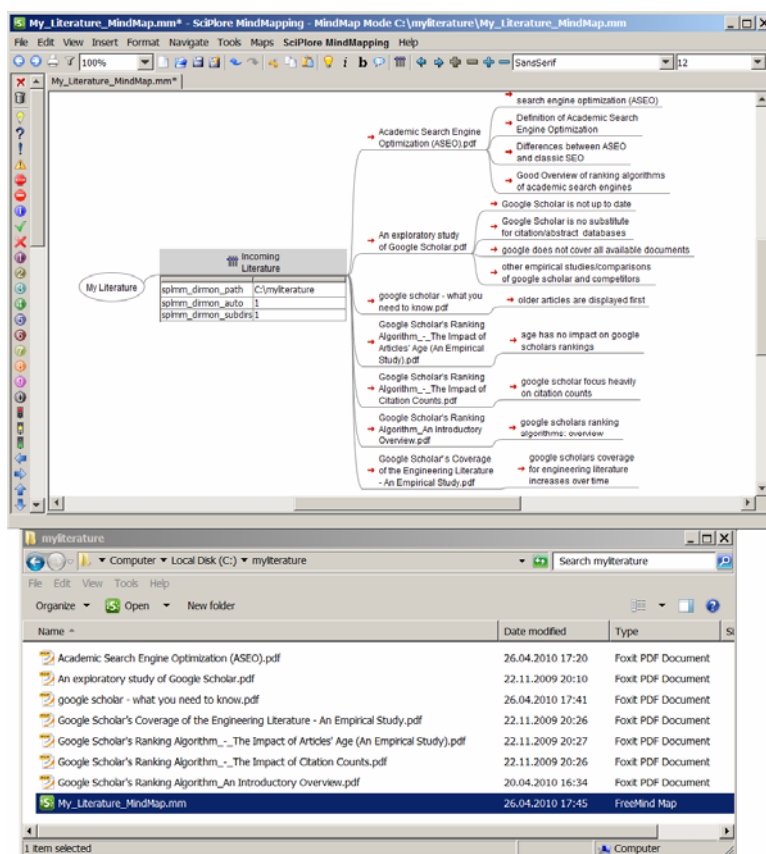 My_Literature_MindMap.mm* - SciPlore MindMapping - MindMap Mode C:\myliterature\My_Literature_MindMap.mm
File Edit View Insert Format Navigate Tools Maps SciPlore MindMapping Help
100% i b SansSerif 12
My_Literature_MindMap.mm*
My Literature
Incoming
Literature
splmm_dirmon_path C:\myliterature
splmm_dirmon_auto 1
splmm_dirmon_subdirs 1
Academic Search Engine
Optimization (ASEO).pdf
search engine optimization (ASEO)
Definition of Academic Search
Engine Optimization
Differences between ASEO
and classic SEO
Good Overview of ranking algorithms
of academic search engines
An exploratory study
of Google Scholar.pdf
Google Scholar is not up to date
Google Scholar is no substitute
for citation/abstract databases
google does not cover all available documents
other empirical studies/comparisons
of google scholar and competitors
google scholar - what you
need to know.pdf
older articles are displayed first
Google Scholar's Ranking
Algorithm_-_The Impact of
Articles' Age (An Empirical
Study).pdf
age has no impact on google
scholars rankings
Google Scholar's Ranking
Algorithm_-_The Impact of
Citation Counts.pdf
google scholar focus heavily
on citation counts
Google Scholar's Ranking
Algorithm_An Introductory
Overview.pdf
google scholars ranking
algorithms: overview
Google Scholar's Coverage
of the Engineering Literature
- An Empirical Study.pdf
google scholars coverage
for engineering literature
increases over time
myliterature
Computer Local Disk (C:) myliterature Search myliterature
File Edit View Tools Help
Organize Open New folder
Name Date modified Type
Academic Search Engine Optimization (ASEO).pdf 26.04.2010 17:20 Foxit PDF Document
An exploratory study of Google Scholar.pdf 22.11.2009 20:10 Foxit PDF Document
google scholar - what you need to know.pdf 26.04.2010 17:41 Foxit PDF Document
Google Scholar's Coverage of the Engineering Literature - An Empirical Study.pdf 22.11.2009 20:26 Foxit PDF Document
Google Scholar's Ranking Algorithm_-_The Impact of Articles' Age (An Empirical Study).pdf 22.11.2009 20:27 Foxit PDF Document
Google Scholar's Ranking Algorithm_-_The Impact of Citation Counts.pdf 22.11.2009 20:26 Foxit PDF Document
Google Scholar's Ranking Algorithm_An Introductory Overview.pdf 20.04.2010 16:34 Foxit PDF Document
My_Literature_MindMap.mm 26.04.2010 17:45 FreeMind Map
1 item selected Computer